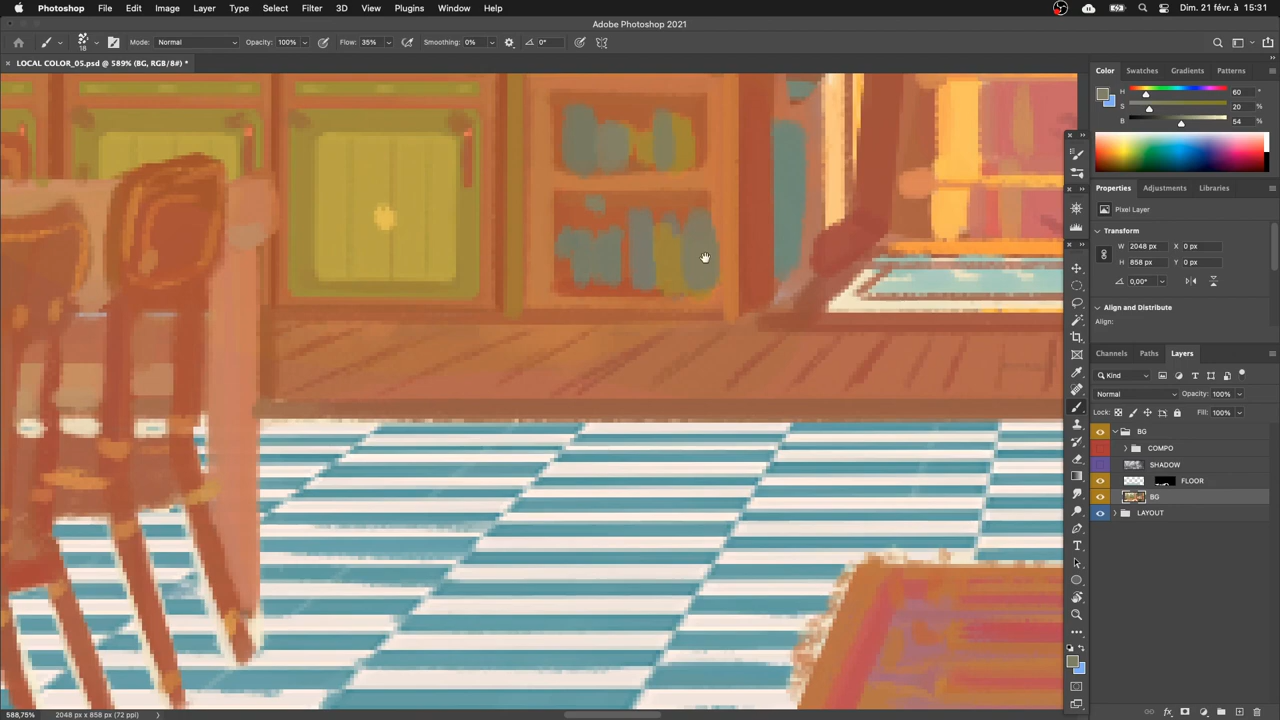 Photoshop File Edit Image Layer Type Select Filter 3D View Plugins Window Help Dim. 21 févr à 15:31
Adobe Photoshop 2021
18 Mode: Normal Opacity: 100% Flow: 35% Smoothing: 0% 0°
× LOCAL COLOR_05.psd @ 589% (BG, RGB/8#) *
Color Swatches Gradients Patterns
H 60 °
S 20 %
B 54 %
Properties Adjustments Libraries
Pixel Layer
Transform
W 2048 px X 0 px
H 858 px Y 0 px
0,00°
Align and Distribute
Align:
Channels Paths Layers
Kind
Normal Opacity: 100%
Lock: Fill: 100%
BG
COMPO
SHADOW
FLOOR
BG
LAYOUT
588,75% 2048 px x 858 px (72 ppi)